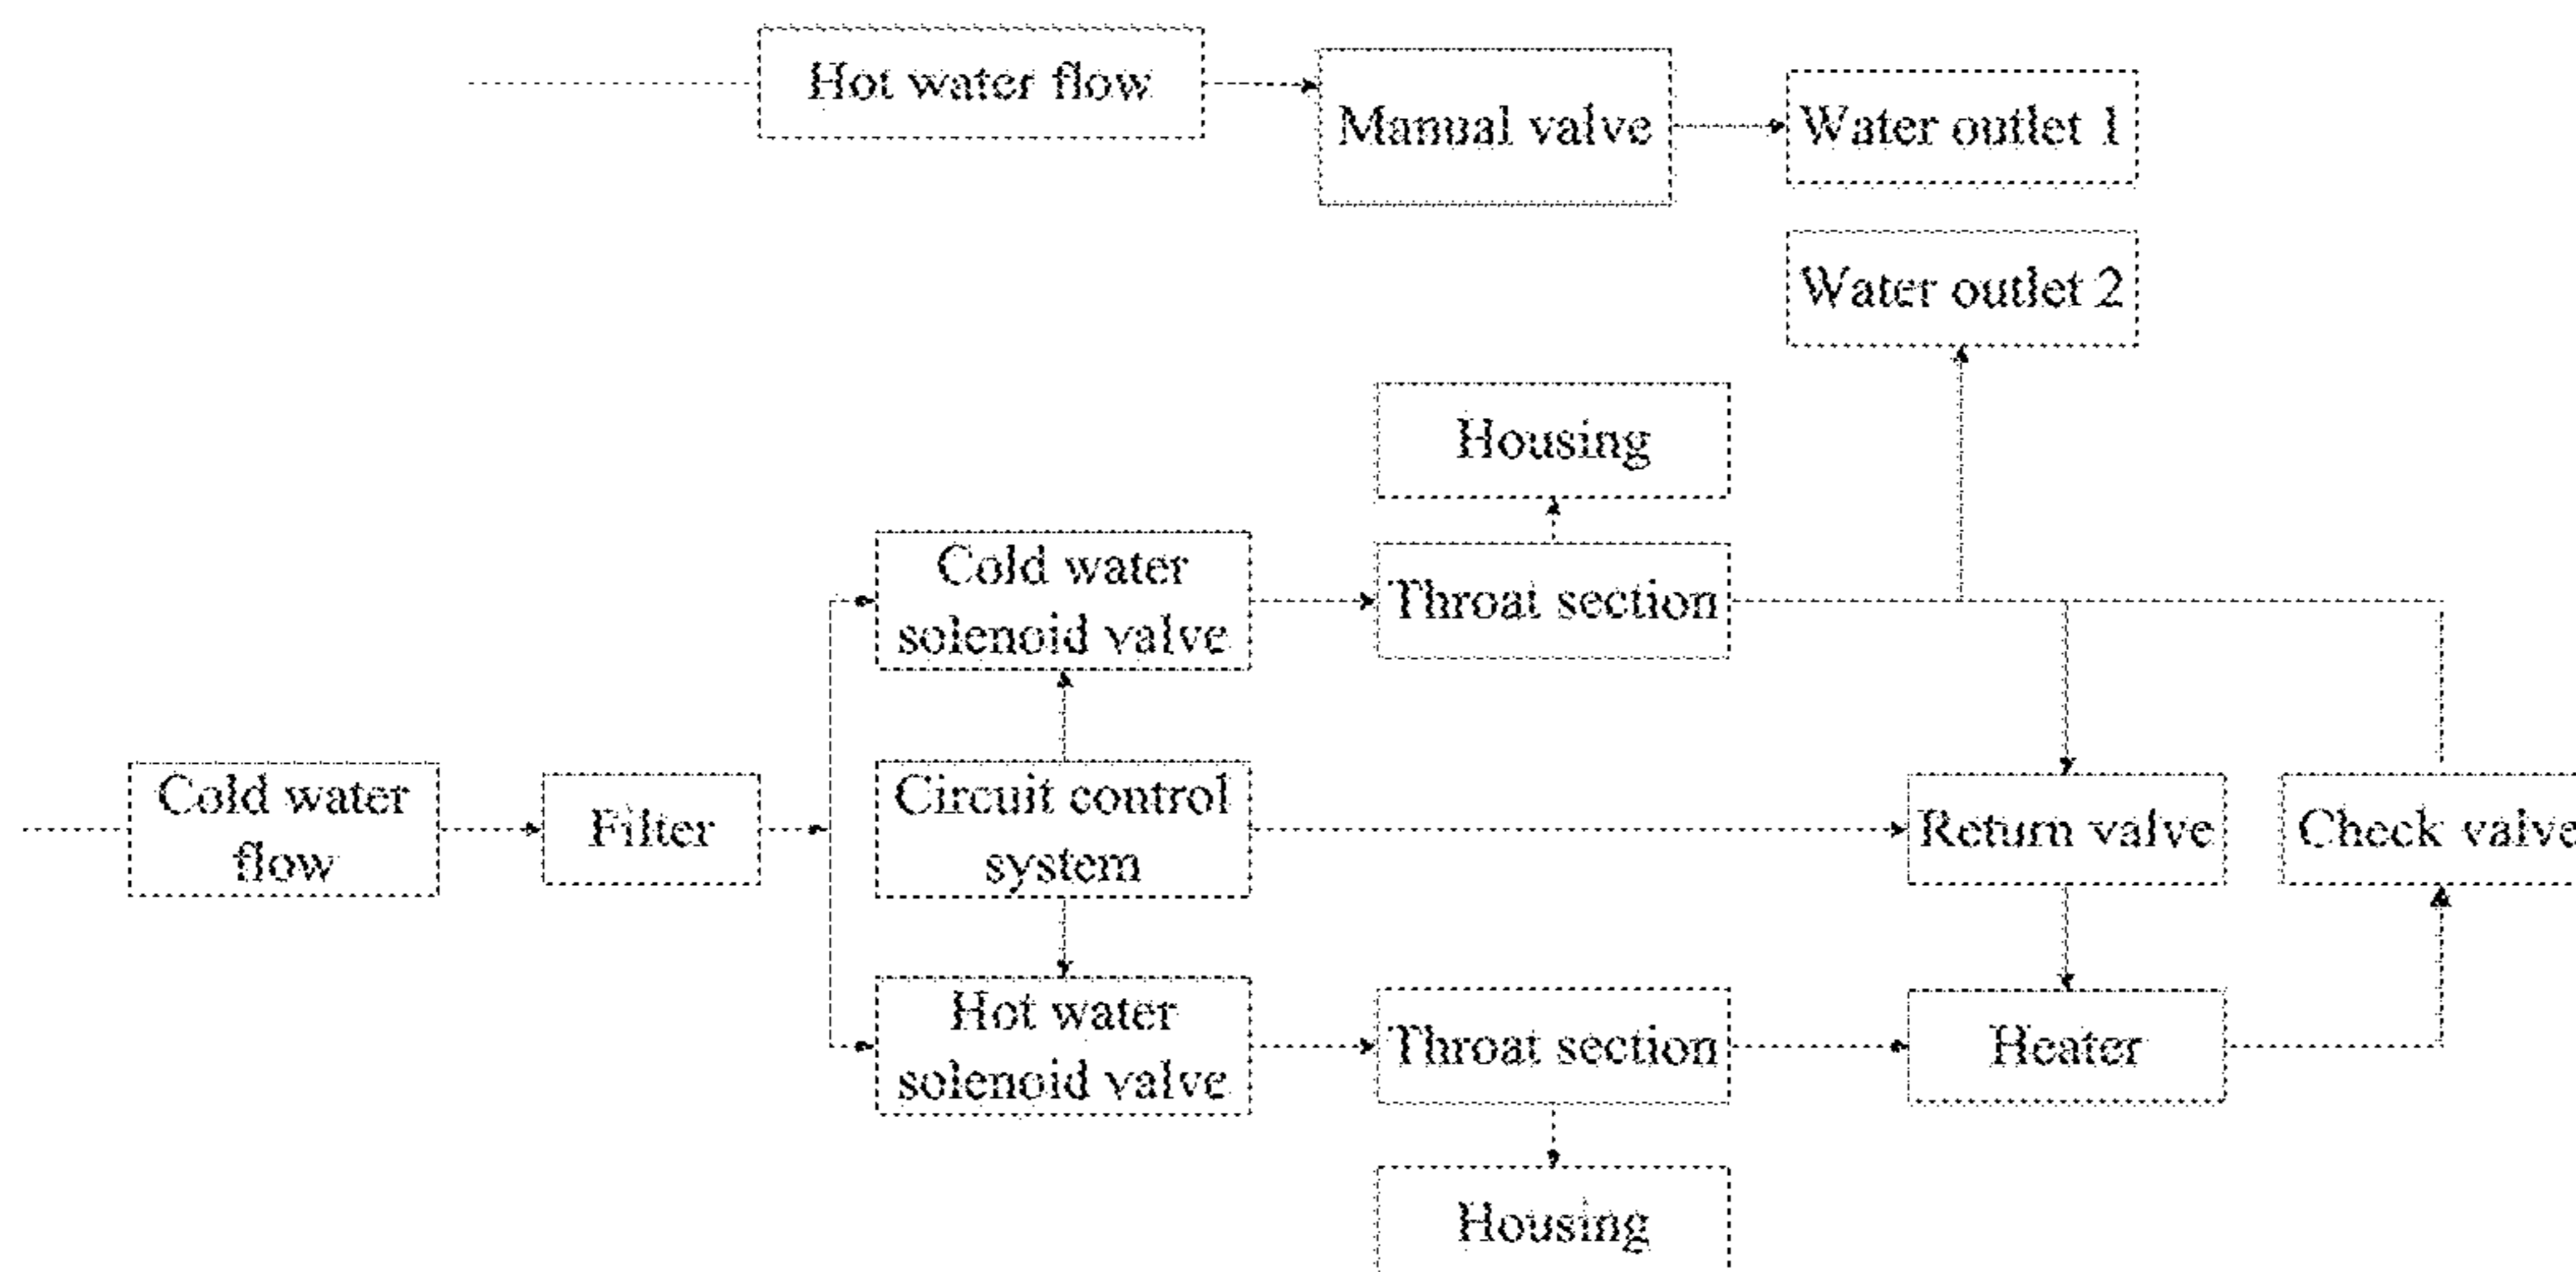 Hot water flow
Manual valve
Water outlet 1
Water outlet 2
Housing
Cold water
solenoid valve
Throat section
Cold water
flow
Filter
Circuit control
system
Return valve
Check valve
Hot water
solenoid valve
Throat section
Heater
Housing